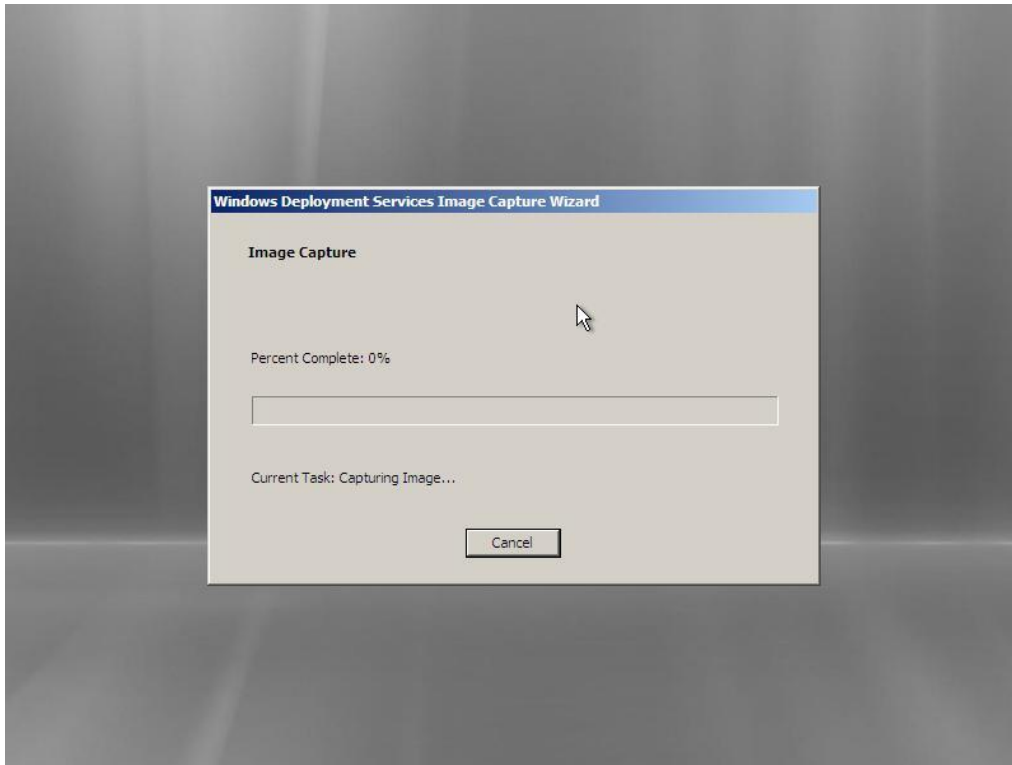 Windows Deployment Services Image Capture Wizard
Image Capture
Percent Complete: 0%
Current Task: Capturing Image...
Cancel